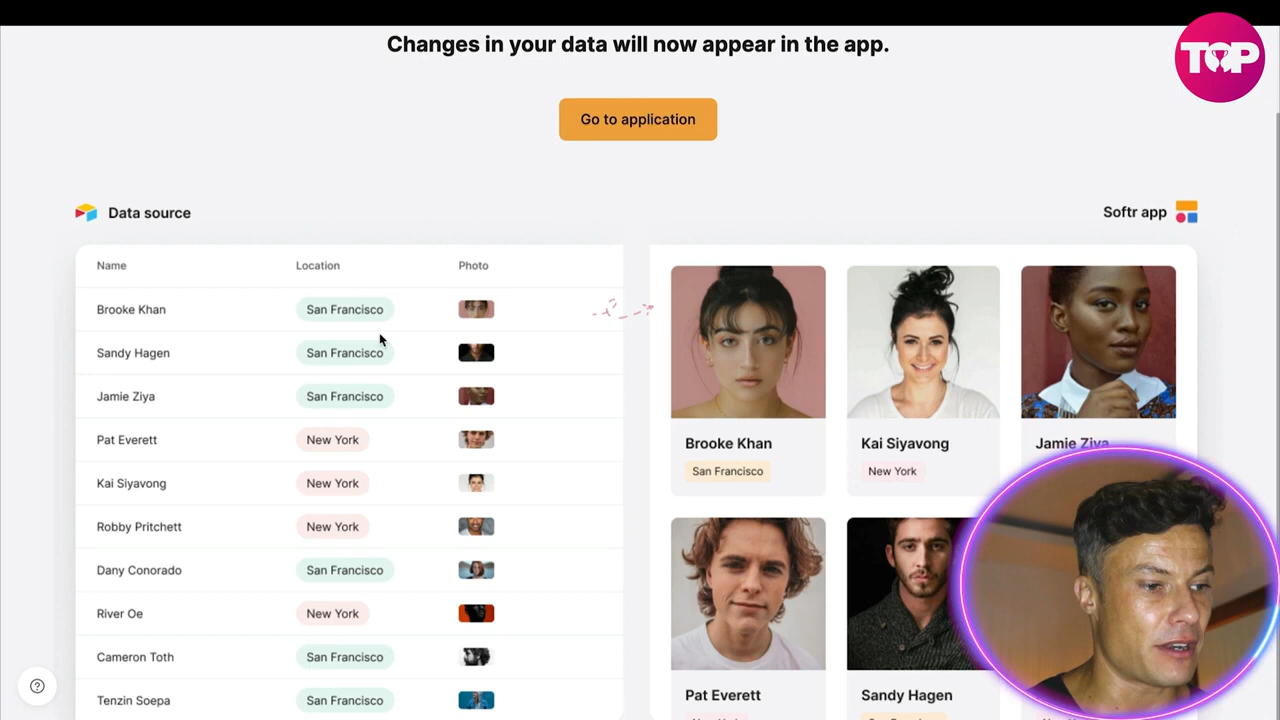 Changes in your data will now appear in the app.
TOP
Go to application
Data source
Softr app
Name Location Photo
Brooke Khan San Francisco
Sandy Hagen San Francisco
Jamie Ziya San Francisco
Pat Everett New York
Kai Siyavong New York
Robby Pritchett New York
Dany Conorado San Francisco
River Oe New York
Cameron Toth San Francisco
Tenzin Soepa San Francisco
Brooke Khan
San Francisco
Kai Siyavong
New York
Jamie Ziya
Pat Everett
Sandy Hagen